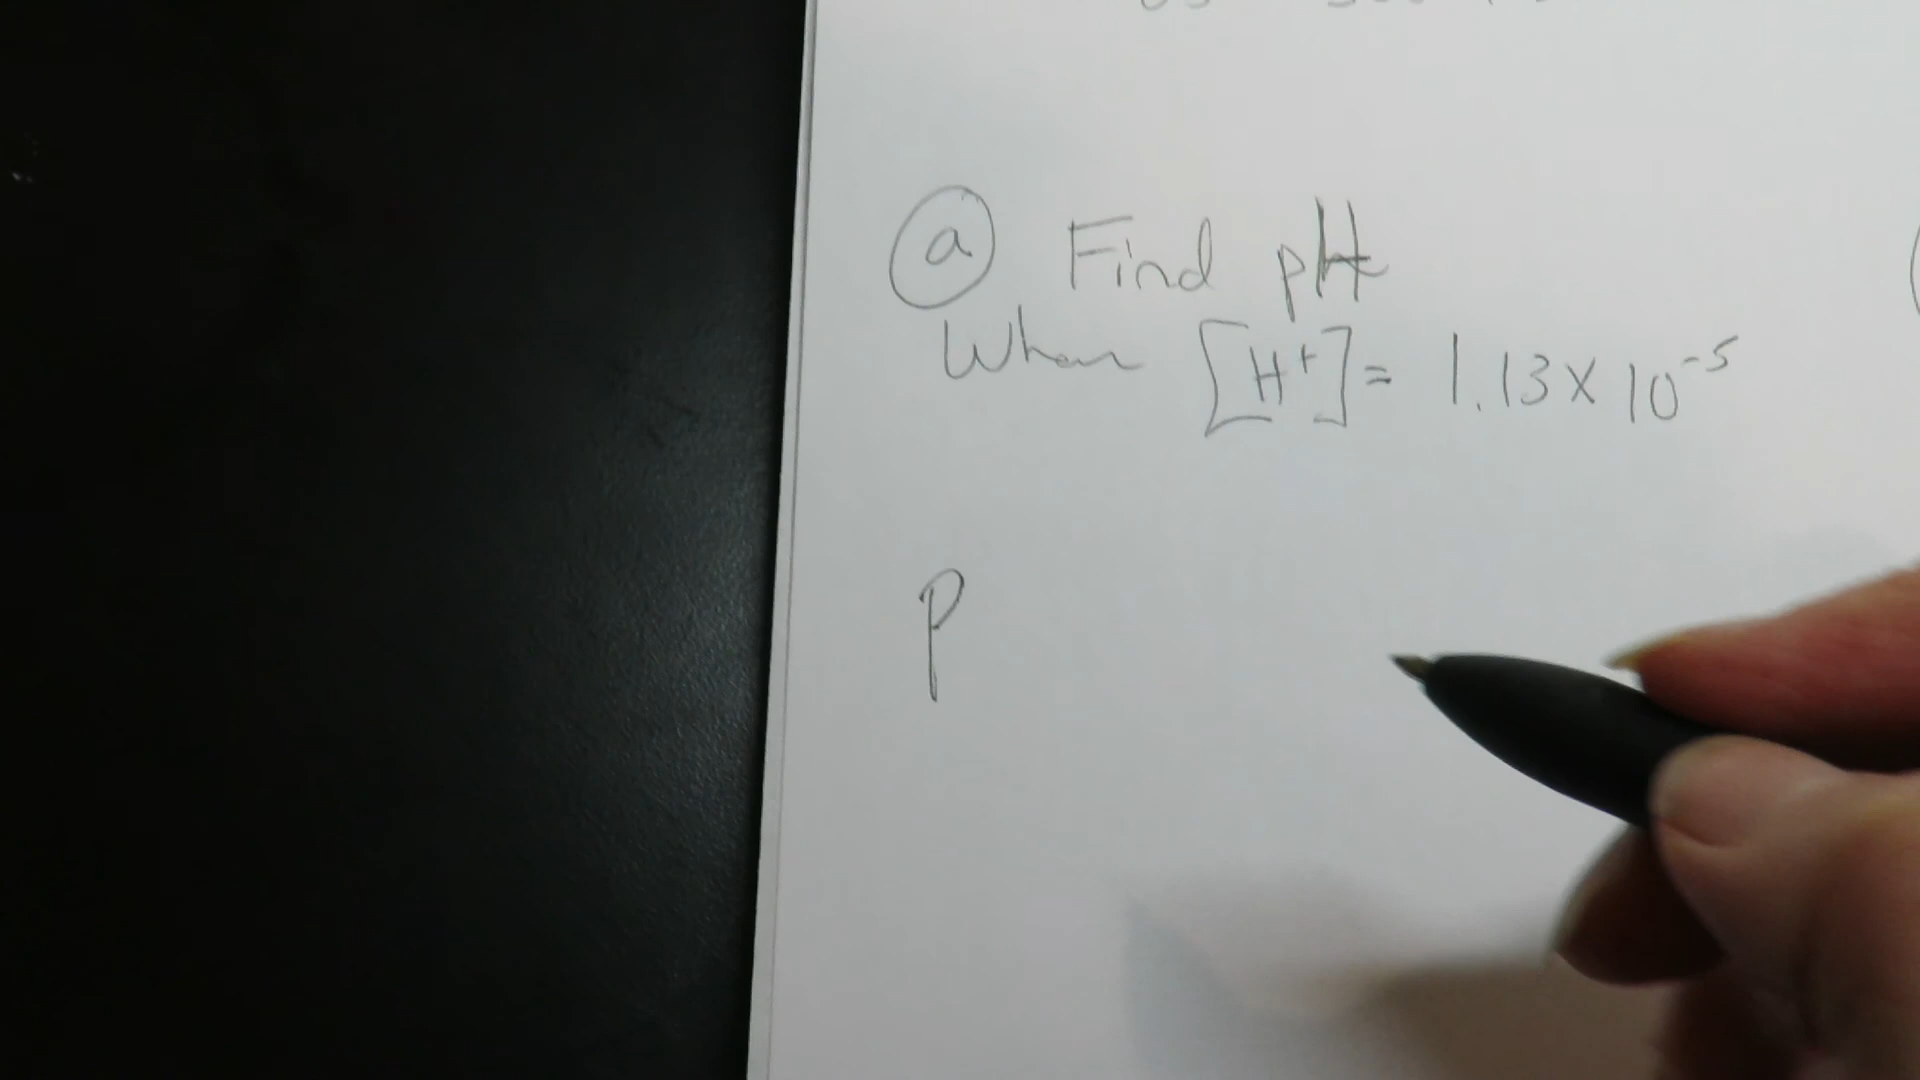 ⓐ Find pH
When [H⁺] = 1.13 x 10⁻⁵
P